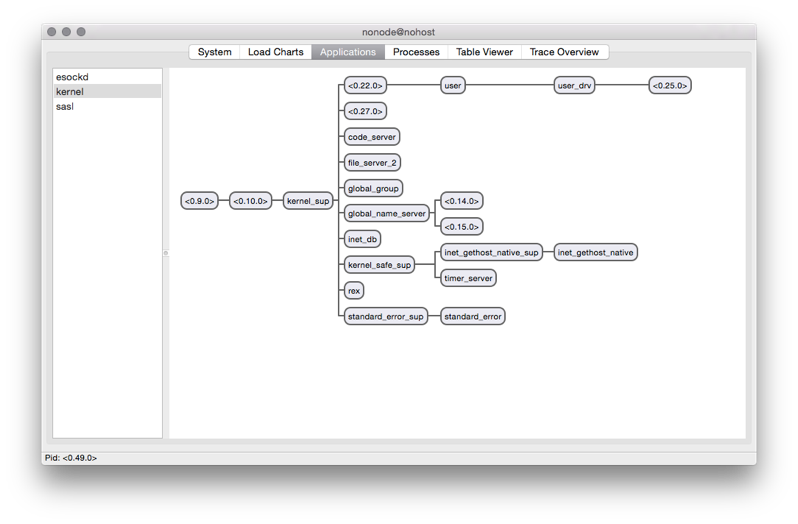 nonode@nohost
System Load Charts Applications Processes Table Viewer Trace Overview
esockd
kernel
sasl
<0.22.0> user user_drv <0.25.0>
<0.27.0>
code_server
file_server_2
global_group
<0.9.0> <0.10.0> kernel_sup <0.14.0>
global_name_server
<0.15.0>
inet_db
inet_gethost_native_sup inet_gethost_native
kernel_safe_sup
timer_server
rex
standard_error_sup standard_error
Pid: <0.49.0>